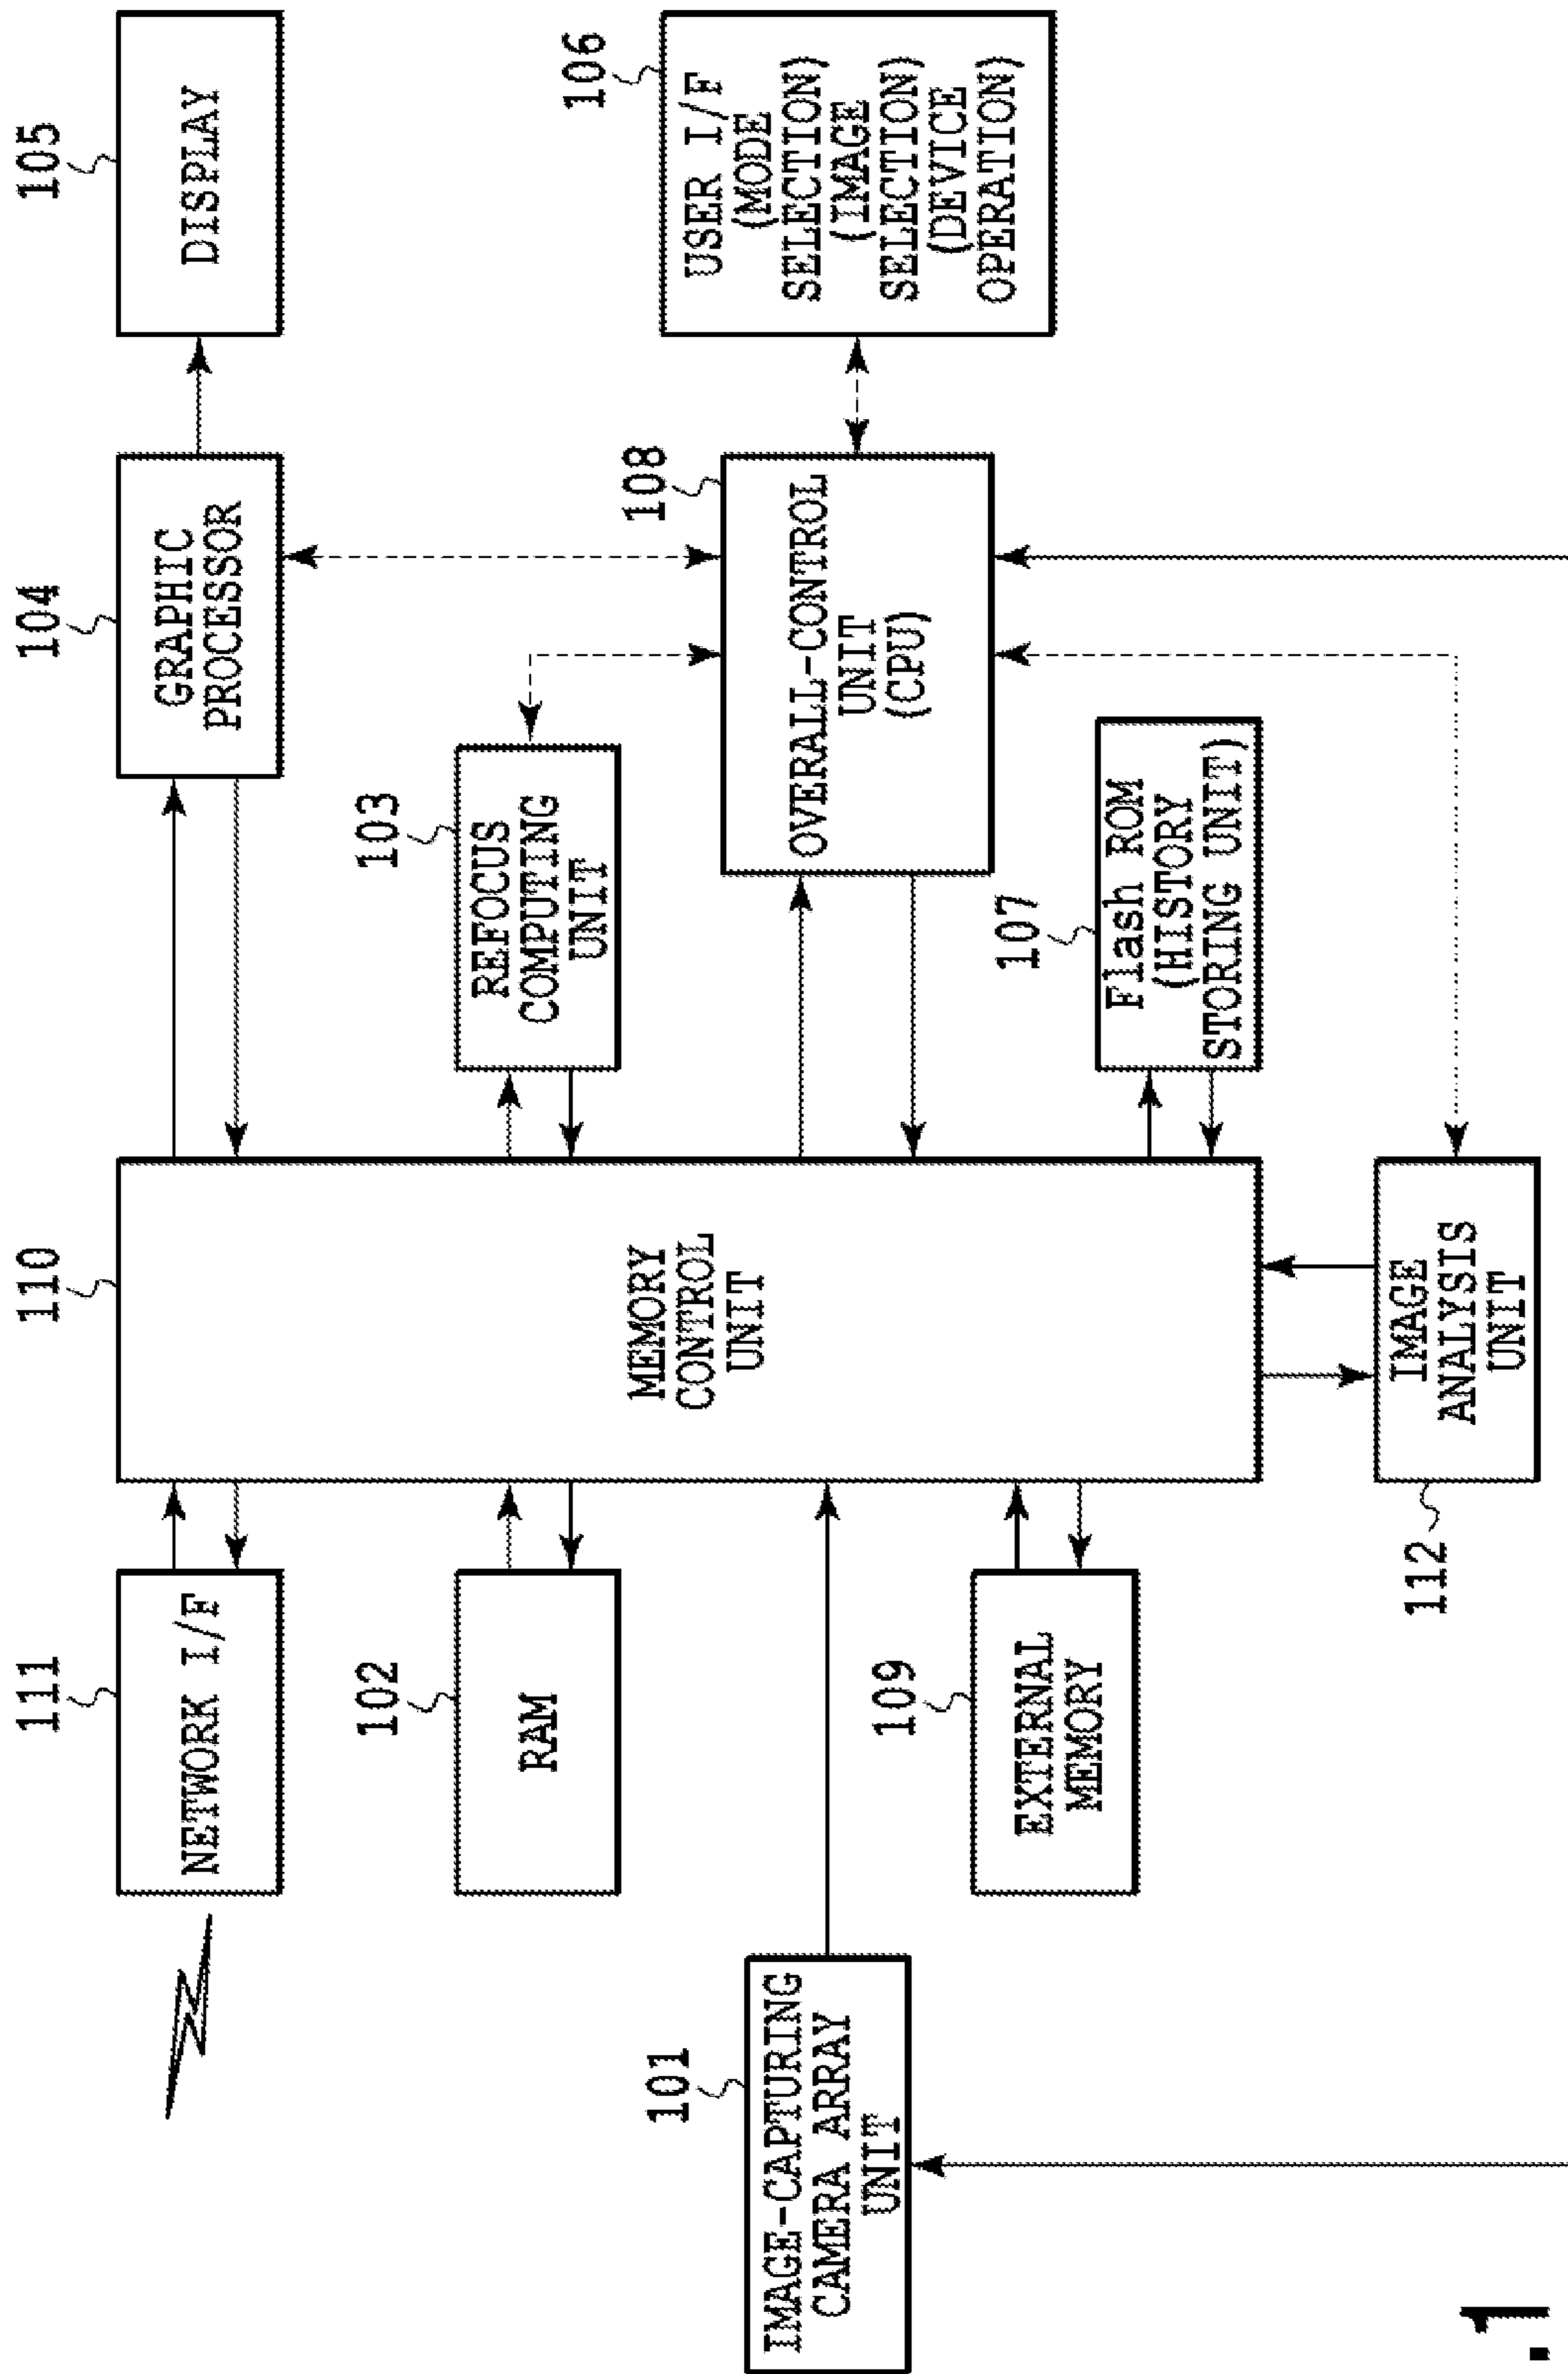 111
NETWORK I/F
110
MEMORY
CONTROL
UNIT
104
GRAPHIC
PROCESSOR
105
DISPLAY
102
RAM
103
REFOCUS
COMPUTING
UNIT
101
IMAGE-CAPTURING
CAMERA ARRAY
UNIT
108
OVERALL-CONTROL
UNIT
(CPU)
106
USER I/F
(MODE
SELECTION)
(IMAGE
SELECTION)
(DEVICE
OPERATION)
109
EXTERNAL
MEMORY
107
Flash ROM
(HISTORY
STORING UNIT)
112
IMAGE
ANALYSIS
UNIT
.1